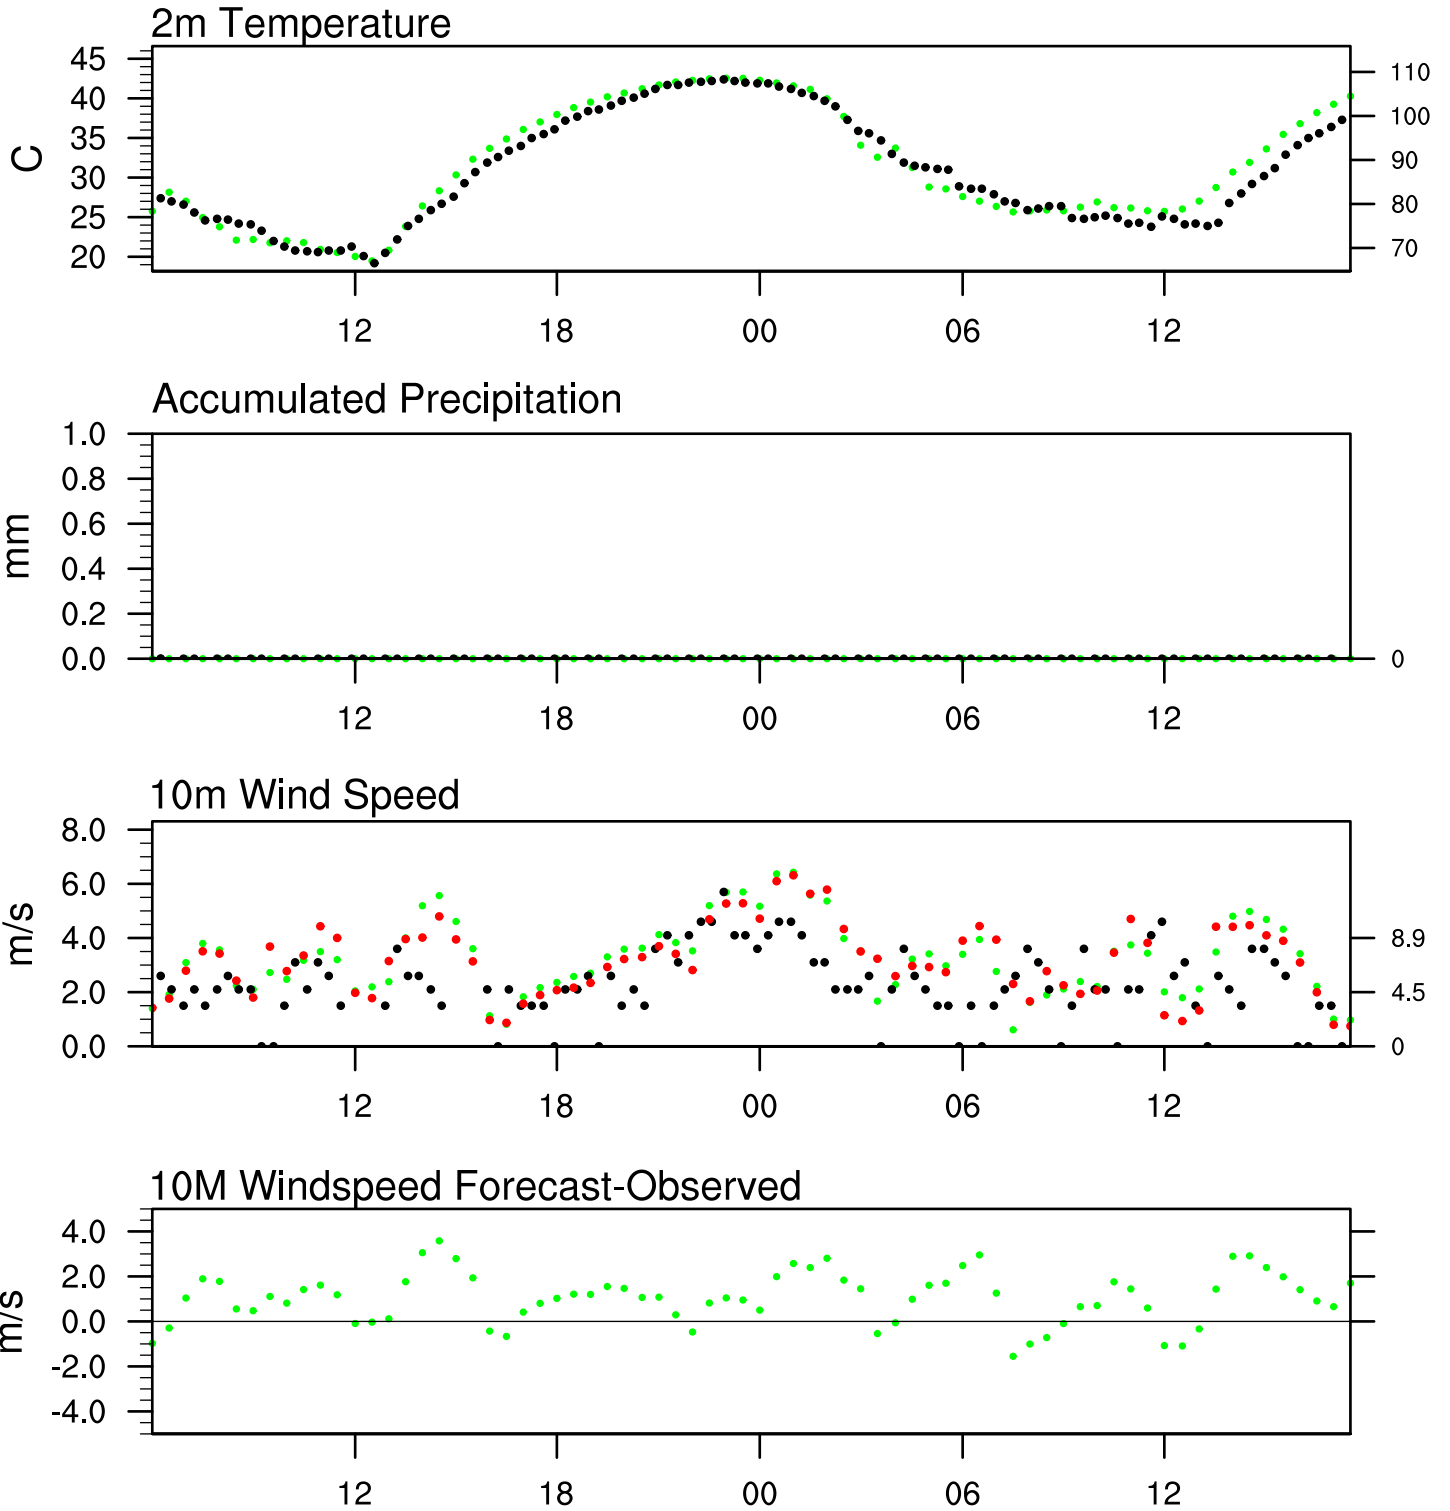 2m Temperature
45
40
35
30
25
20
C
110
100
90
80
70
12 18 00 06 12
Accumulated Precipitation
1.0
0.8
0.6
0.4
0.2
0.0
mm
0
12 18 00 06 12
10m Wind Speed
8.0
6.0
4.0
2.0
0.0
m/s
8.9
4.5
0
12 18 00 06 12
10M Windspeed Forecast-Observed
4.0
2.0
0.0
-2.0
-4.0
m/s
12 18 00 06 12